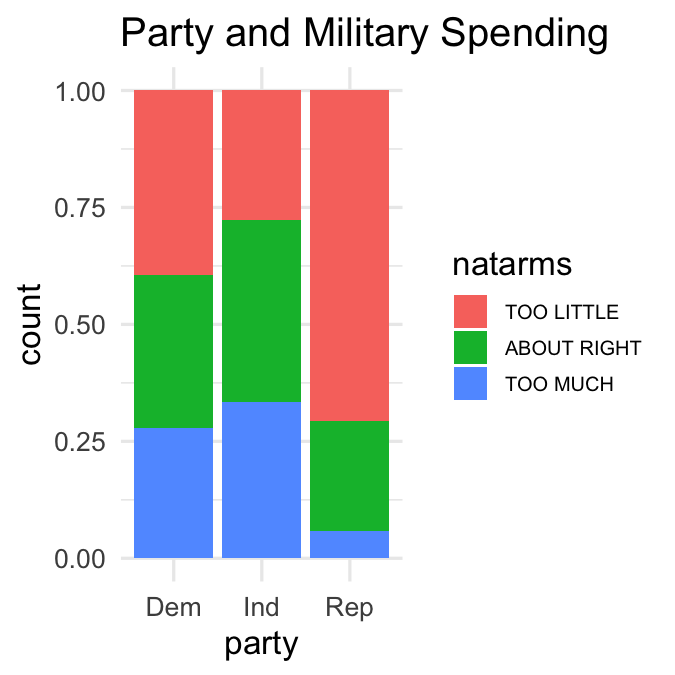 Party and Military Spending
1.00
0.75
0.50
0.25
0.00
count
Dem Ind Rep
party
natarms
TOO LITTLE
ABOUT RIGHT
TOO MUCH